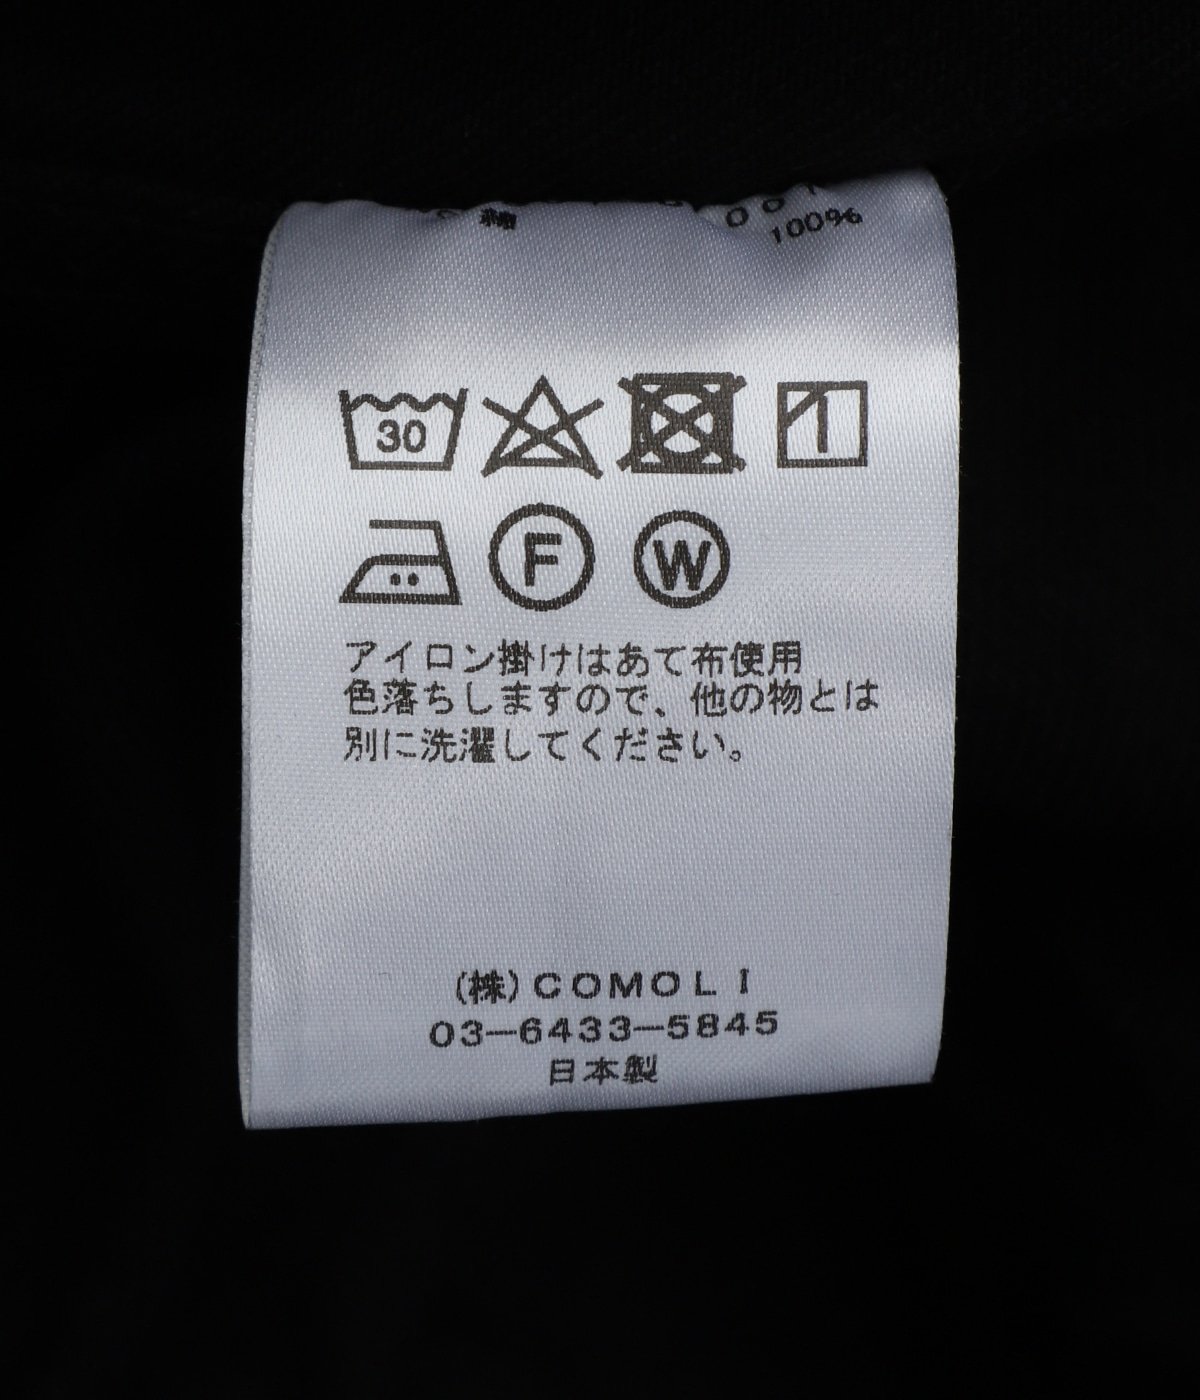 綿 100%
30
F W
アイロン掛けはあて布使用
色落ちしますので、他の物とは
別に洗濯してください。
(株)COMOLI
03−6433−5845
日本製